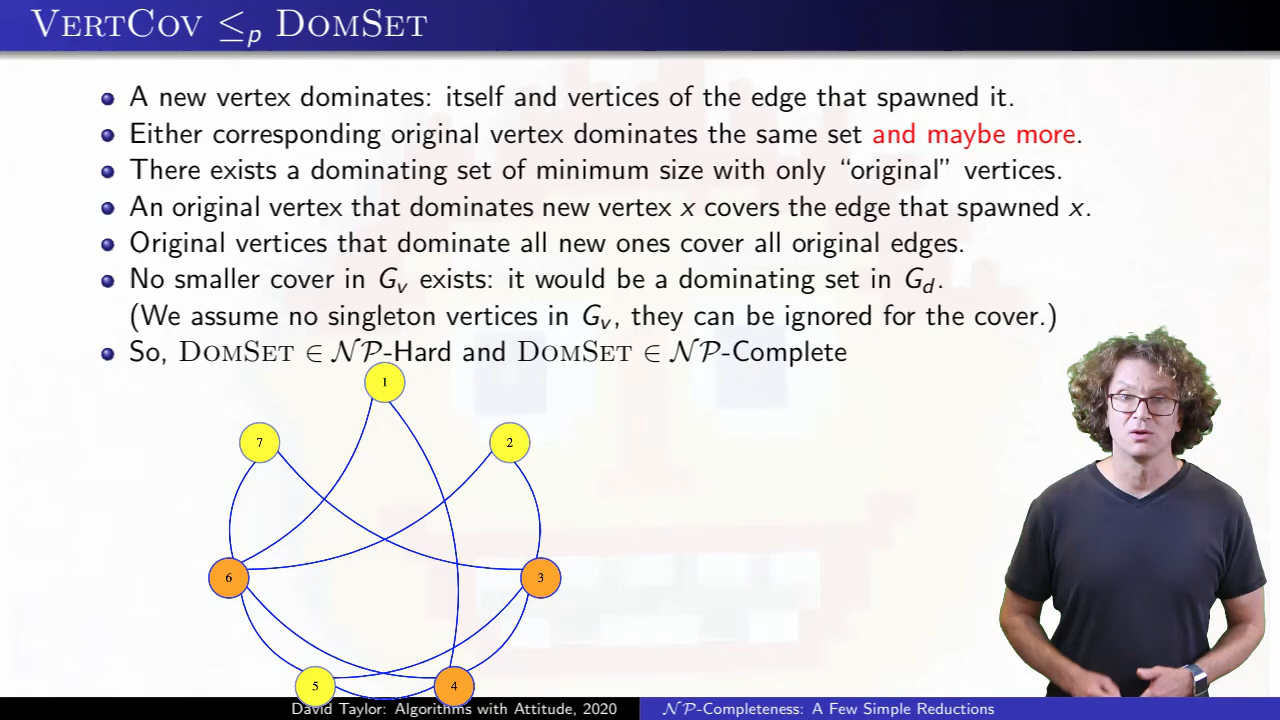 VERTCOV ≤p DOMSET
A new vertex dominates: itself and vertices of the edge that spawned it.
Either corresponding original vertex dominates the same set and maybe more.
There exists a dominating set of minimum size with only “original” vertices.
An original vertex that dominates new vertex x covers the edge that spawned x.
Original vertices that dominate all new ones cover all original edges.
No smaller cover in Gv exists: it would be a dominating set in Gd.
(We assume no singleton vertices in Gv, they can be ignored for the cover.)
So, DOMSET ∈ NP-Hard and DOMSET ∈ NP-Complete
1
7
2
6
3
5
4
David Taylor: Algorithms with Attitude, 2020
NP-Completeness: A Few Simple Reductions